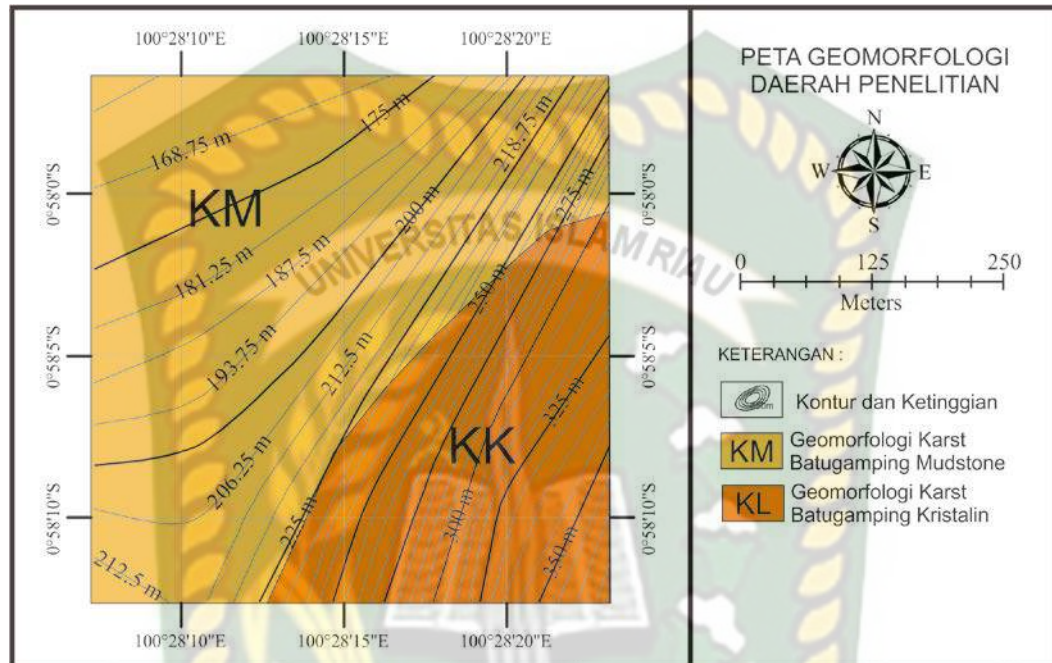 100°28'10"E 100°28'15"E 100°28'20"E
168.75 m
175 m
218.75 m
0°58'0"S
KM
200 m
275 m
0°58'0"S
UNIVERSITAS ISLAM RIAU
181.25 m
187.5 m
250 m
193.75 m
212.5 m
0°58'5"S
0°58'5"S
325 m
KK
206.25 m
225 m
300 m
350 m
0°58'10"S
0°58'10"S
212.5 m
100°28'10"E 100°28'15"E 100°28'20"E
PETA GEOMORFOLOGI
DAERAH PENELITIAN
N
W E
S
0 125 250
Meters
KETERANGAN :
Kontur dan Ketinggian
KM Geomorfologi Karst
Batugamping Mudstone
KL Geomorfologi Karst
Batugamping Kristalin